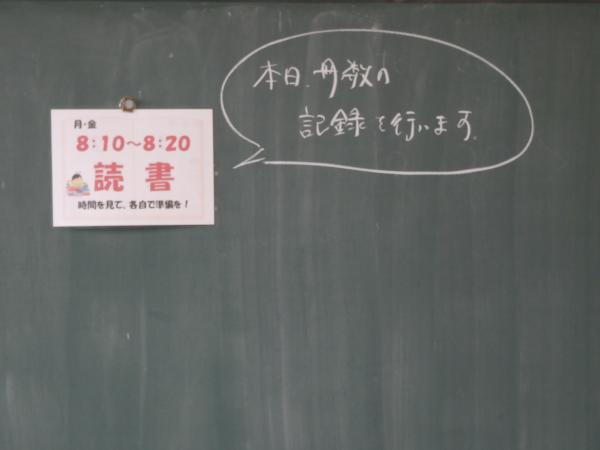 月・金
8:10～8:20
読書
時間を見て、各自で準備を！
本日、冊数の
記録を行います。